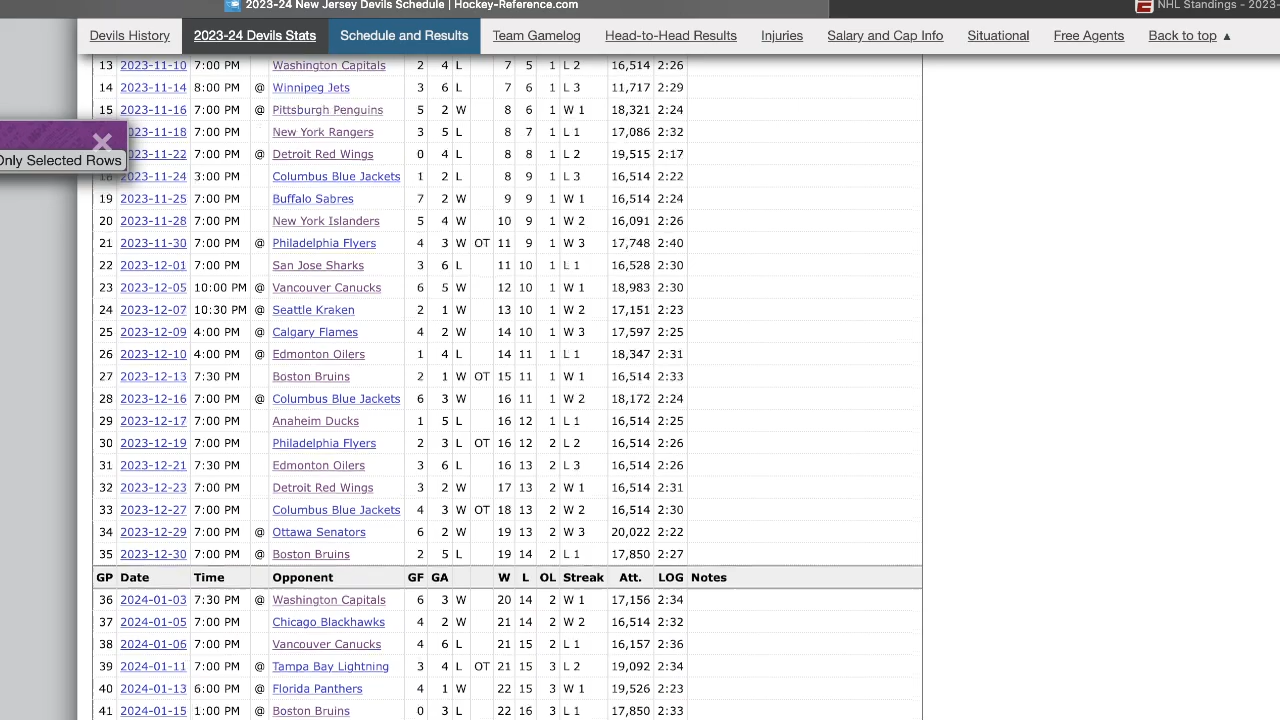 2023-24 New Jersey Devils Schedule | Hockey-Reference.com NHL Standings - 2023-
Devils History 2023-24 Devils Stats Schedule and Results Team Gamelog Head-to-Head Results Injuries Salary and Cap Info Situational Free Agents Back to top ▲
13 2023-11-10 7:00 PM Washington Capitals 2 4 L 7 5 1 L 2 16,514 2:26
14 2023-11-14 8:00 PM @ Winnipeg Jets 3 6 L 7 6 1 L 3 11,717 2:29
15 2023-11-16 7:00 PM @ Pittsburgh Penguins 5 2 W 8 6 1 W 1 18,321 2:24
023-11-18 7:00 PM New York Rangers 3 5 L 8 7 1 L 1 17,086 2:32
023-11-22 7:00 PM @ Detroit Red Wings 0 4 L 8 8 1 L 2 19,515 2:17
Only Selected Rows
18 2023-11-24 3:00 PM Columbus Blue Jackets 1 2 L 8 9 1 L 3 16,514 2:22
19 2023-11-25 7:00 PM Buffalo Sabres 7 2 W 9 9 1 W 1 16,514 2:24
20 2023-11-28 7:00 PM New York Islanders 5 4 W 10 9 1 W 2 16,091 2:26
21 2023-11-30 7:00 PM @ Philadelphia Flyers 4 3 W OT 11 9 1 W 3 17,748 2:40
22 2023-12-01 7:00 PM San Jose Sharks 3 6 L 11 10 1 L 1 16,528 2:30
23 2023-12-05 10:00 PM @ Vancouver Canucks 6 5 W 12 10 1 W 1 18,983 2:30
24 2023-12-07 10:30 PM @ Seattle Kraken 2 1 W 13 10 1 W 2 17,151 2:23
25 2023-12-09 4:00 PM @ Calgary Flames 4 2 W 14 10 1 W 3 17,597 2:25
26 2023-12-10 4:00 PM @ Edmonton Oilers 1 4 L 14 11 1 L 1 18,347 2:31
27 2023-12-13 7:30 PM Boston Bruins 2 1 W OT 15 11 1 W 1 16,514 2:33
28 2023-12-16 7:00 PM @ Columbus Blue Jackets 6 3 W 16 11 1 W 2 18,172 2:24
29 2023-12-17 7:00 PM Anaheim Ducks 1 5 L 16 12 1 L 1 16,514 2:25
30 2023-12-19 7:00 PM Philadelphia Flyers 2 3 L OT 16 12 2 L 2 16,514 2:26
31 2023-12-21 7:30 PM Edmonton Oilers 3 6 L 16 13 2 L 3 16,514 2:26
32 2023-12-23 7:00 PM Detroit Red Wings 3 2 W 17 13 2 W 1 16,514 2:31
33 2023-12-27 7:00 PM Columbus Blue Jackets 4 3 W OT 18 13 2 W 2 16,514 2:30
34 2023-12-29 7:00 PM @ Ottawa Senators 6 2 W 19 13 2 W 3 20,022 2:22
35 2023-12-30 7:00 PM @ Boston Bruins 2 5 L 19 14 2 L 1 17,850 2:27
GP Date Time Opponent GF GA W L OL Streak Att. LOG Notes
36 2024-01-03 7:30 PM @ Washington Capitals 6 3 W 20 14 2 W 1 17,156 2:34
37 2024-01-05 7:00 PM Chicago Blackhawks 4 2 W 21 14 2 W 2 16,514 2:32
38 2024-01-06 7:00 PM Vancouver Canucks 4 6 L 21 15 2 L 1 16,157 2:36
39 2024-01-11 7:00 PM @ Tampa Bay Lightning 3 4 L OT 21 15 3 L 2 19,092 2:34
40 2024-01-13 6:00 PM @ Florida Panthers 4 1 W 22 15 3 W 1 19,526 2:23
41 2024-01-15 1:00 PM @ Boston Bruins 0 3 L 22 16 3 L 1 17,850 2:33